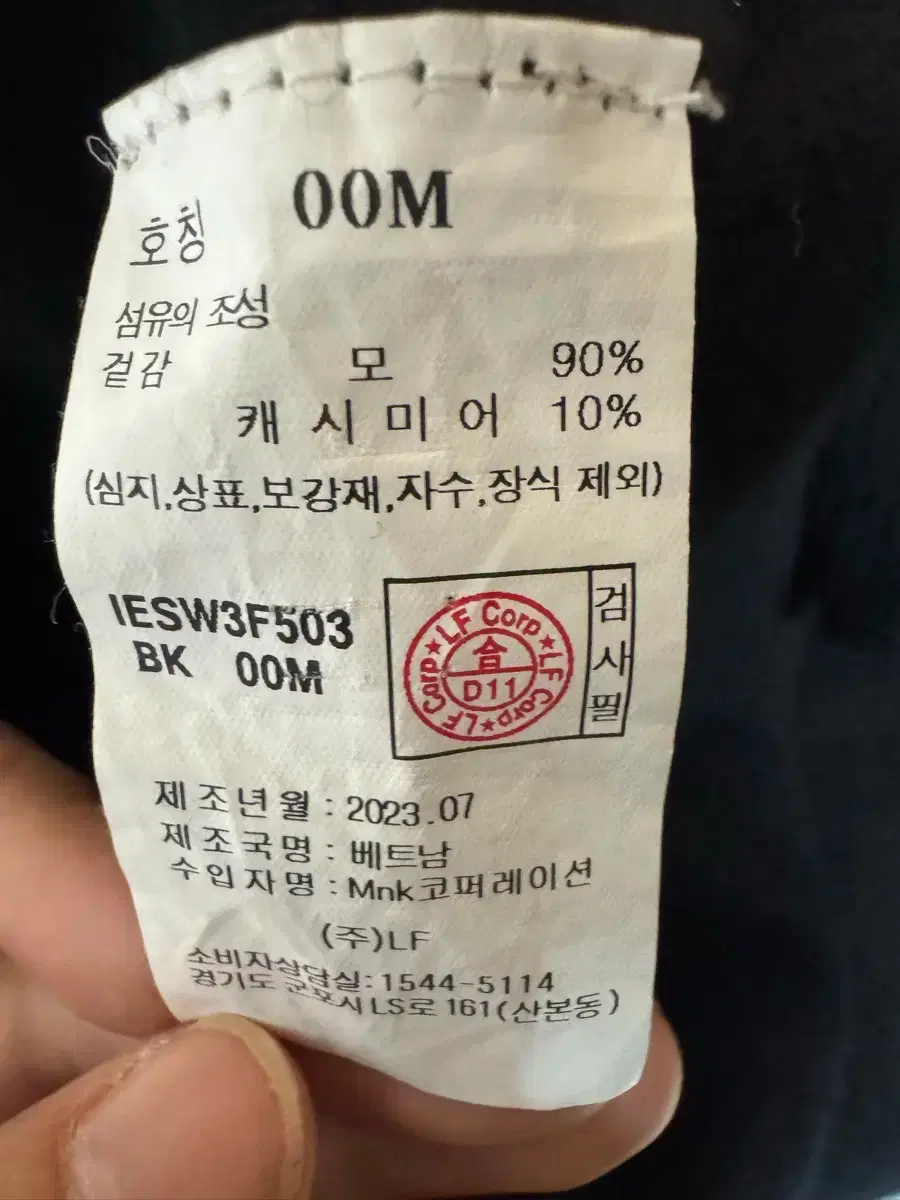 호칭 00M
섬유의 조성
겉감 모 90%
캐시미어 10%
(심지,상표,보강재,자수,장식 제외)
IESW3F503
BK 00M
LF Corp★LF Corp★LF Corp★
合
D11
검사필
제조년월 : 2023.07
제조국명 : 베트남
수입자명 : Mnk코퍼레이션
(주)LF
소비자상담실:1544-5114
경기도 군포시 LS로 161(산본동)